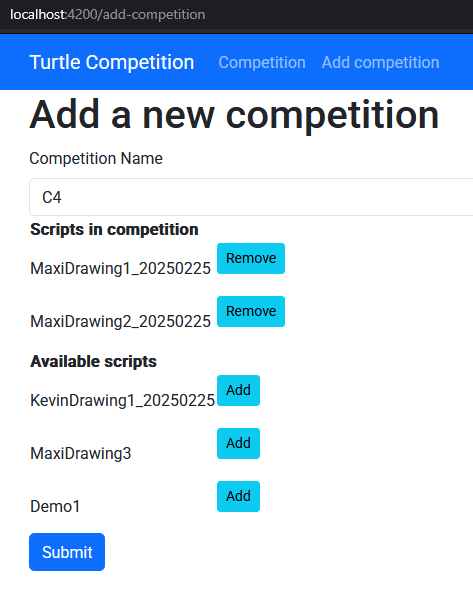 localhost:4200/add-competition
Turtle Competition Competition Add competition
Add a new competition
Competition Name
C4
Scripts in competition
MaxiDrawing1_20250225 Remove
MaxiDrawing2_20250225 Remove
Available scripts
KevinDrawing1_20250225 Add
MaxiDrawing3 Add
Demo1 Add
Submit